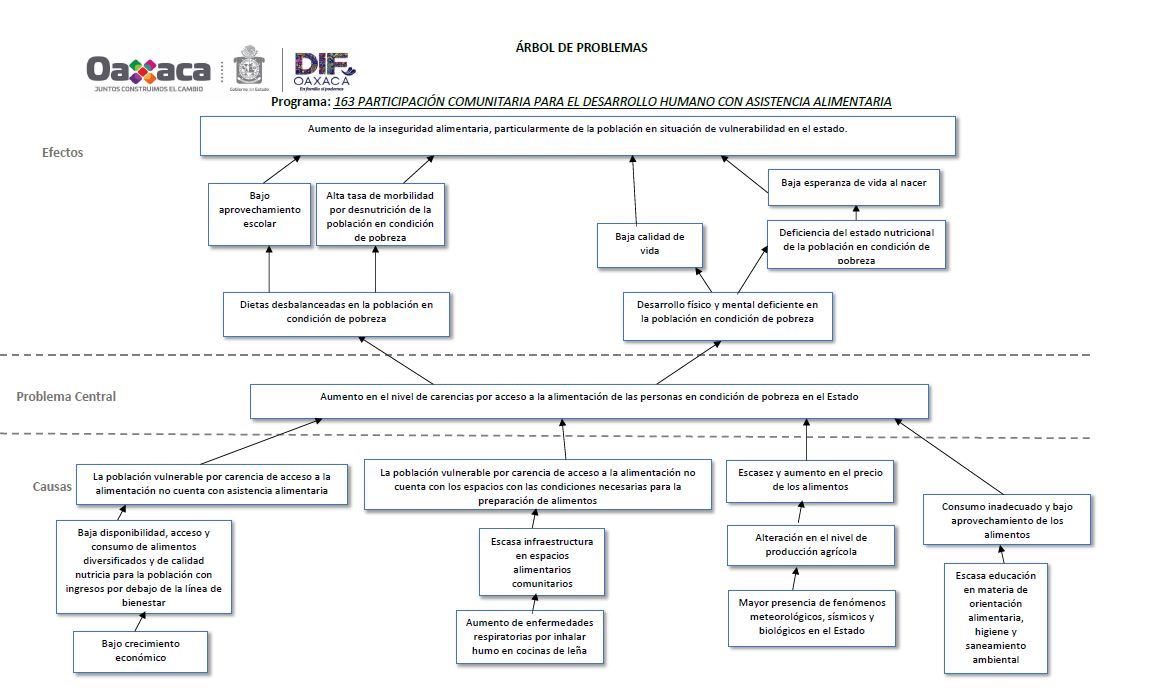 ÁRBOL DE PROBLEMAS
Oaxaca
JUNTOS CONSTRUIMOS EL CAMBIO
Gobierno del Estado
DIF
OAXACA
En familia sí podemos
Programa: 163 PARTICIPACIÓN COMUNITARIA PARA EL DESARROLLO HUMANO CON ASISTENCIA ALIMENTARIA
Efectos
Aumento de la inseguridad alimentaria, particularmente de la población en situación de vulnerabilidad en el estado.
Bajo
aprovechamiento
escolar
Alta tasa de morbilidad
por desnutrición de la
población en condición
de pobreza
Baja calidad de
vida
Baja esperanza de vida al nacer
Deficiencia del estado nutricional
de la población en condición de
pobreza
Dietas desbalanceadas en la población en
condición de pobreza
Desarrollo físico y mental deficiente en
la población en condición de pobreza
Problema Central
Aumento en el nivel de carencias por acceso a la alimentación de las personas en condición de pobreza en el Estado
Causas
La población vulnerable por carencia de acceso a la
alimentación no cuenta con asistencia alimentaria
Baja disponibilidad, acceso y
consumo de alimentos
diversificados y de calidad
nutricia para la población con
ingresos por debajo de la línea de
bienestar
Bajo crecimiento
económico
La población vulnerable por carencia de acceso a la alimentación no
cuenta con los espacios con las condiciones necesarias para la
preparación de alimentos
Escasa infraestructura
en espacios
alimentarios
comunitarios
Aumento de enfermedades
respiratorias por inhalar
humo en cocinas de leña
Escasez y aumento en el precio
de los alimentos
Alteración en el nivel de
producción agrícola
Mayor presencia de fenómenos
meteorológicos, sísmicos y
biológicos en el Estado
Consumo inadecuado y bajo
aprovechamiento de los
alimentos
Escasa educación
en materia de
orientación
alimentaria,
higiene y
saneamiento
ambiental